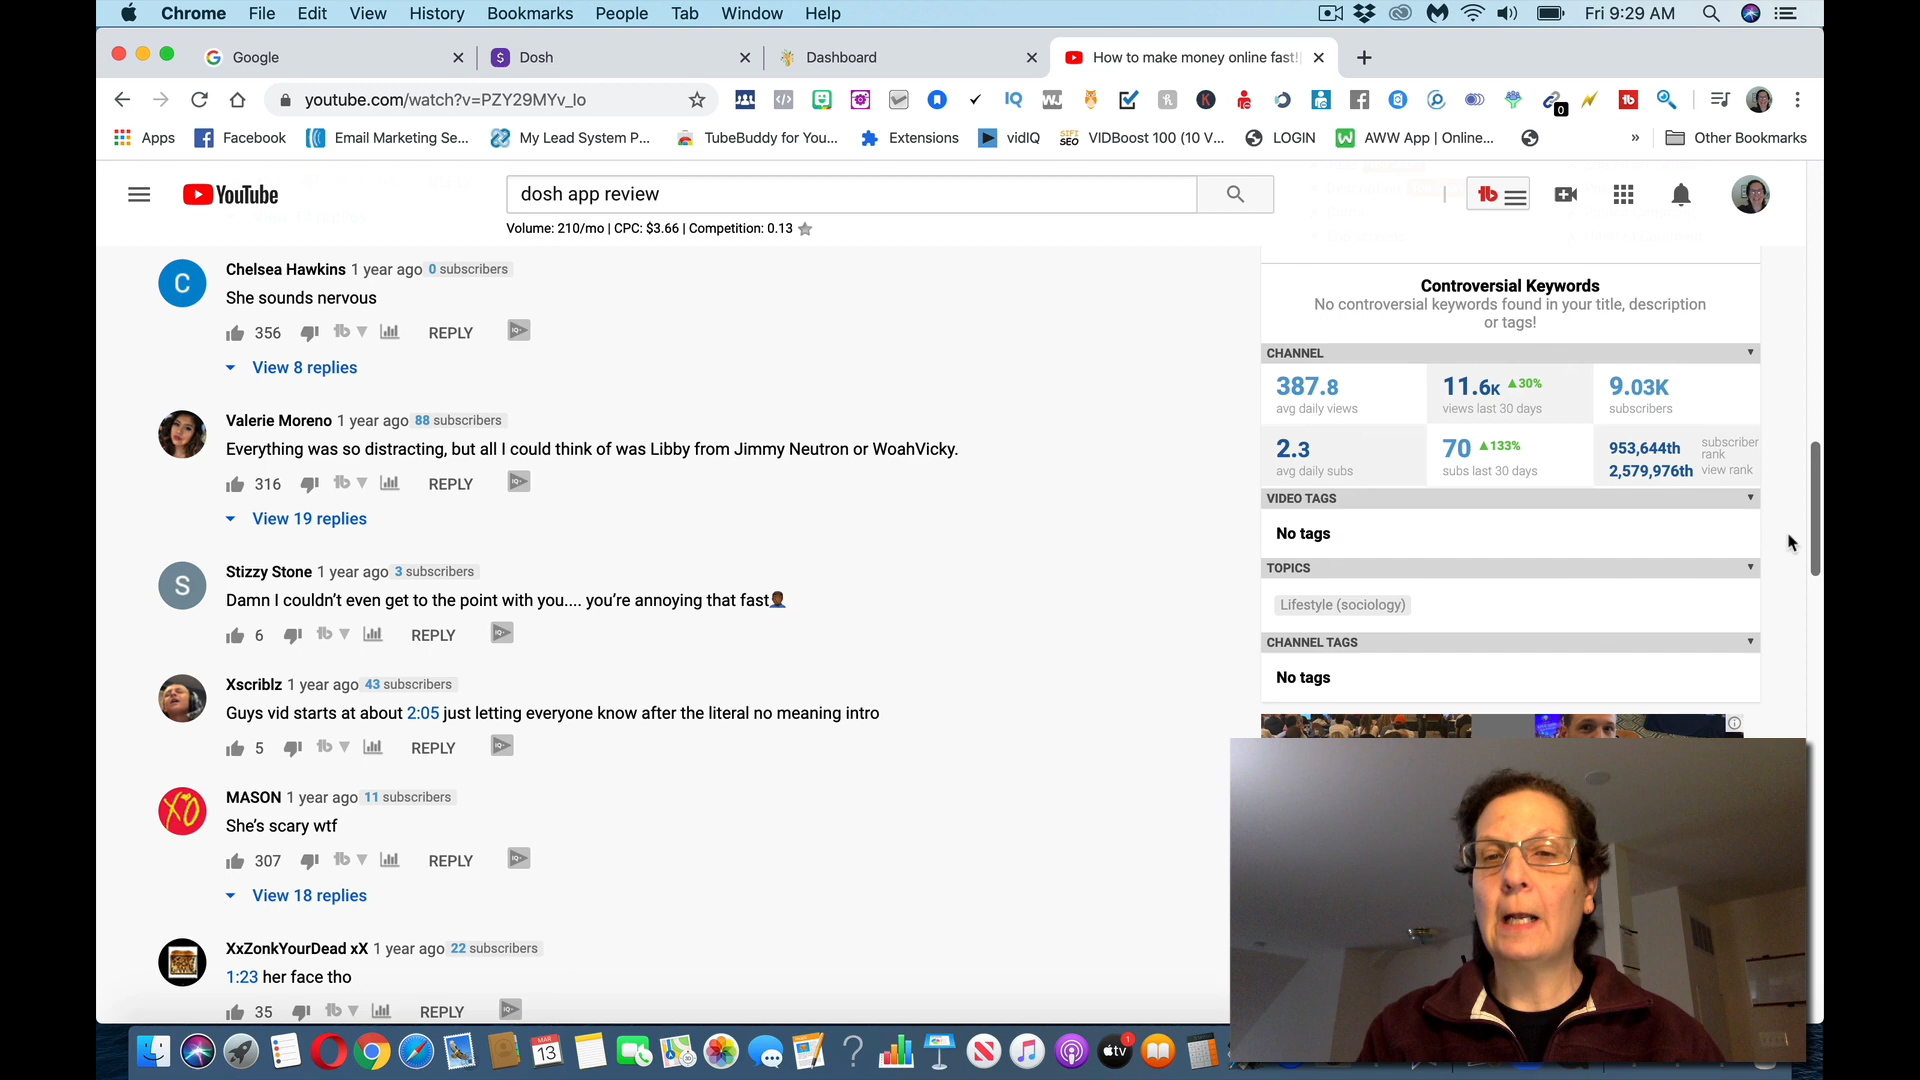 Chrome File Edit View History Bookmarks People Tab Window Help Fri 9:29 AM
Google Dosh Dashboard How to make money online fast!
youtube.com/watch?v=PZY29MYv_lo
Apps Facebook Email Marketing Se... My Lead System P... TubeBuddy for You... Extensions vidIQ VIDBoost 100 (10 V... LOGIN AWW App | Online... » Other Bookmarks
YouTube dosh app review
Volume: 210/mo | CPC: $3.66 | Competition: 0.13
Chelsea Hawkins 1 year ago 0 subscribers
She sounds nervous
356 REPLY
View 8 replies
Valerie Moreno 1 year ago 88 subscribers
Everything was so distracting, but all I could think of was Libby from Jimmy Neutron or WoahVicky.
316 REPLY
View 19 replies
Stizzy Stone 1 year ago 3 subscribers
Damn I couldn't even get to the point with you.... you're annoying that fast
6 REPLY
Xscriblz 1 year ago 43 subscribers
Guys vid starts at about 2:05 just letting everyone know after the literal no meaning intro
5 REPLY
MASON 1 year ago 11 subscribers
She's scary wtf
307 REPLY
View 18 replies
XxZonkYourDead xX 1 year ago 22 subscribers
1:23 her face tho
35 REPLY
Controversial Keywords
No controversial keywords found in your title, description
or tags!
CHANNEL
387.8 11.6K ▲30% 9.03K
avg daily views views last 30 days subscribers
2.3 70 ▲133% 953,644th subscriber rank
avg daily subs subs last 30 days 2,579,976th view rank
VIDEO TAGS
No tags
TOPICS
Lifestyle (sociology)
CHANNEL TAGS
No tags
MAR
13
tv